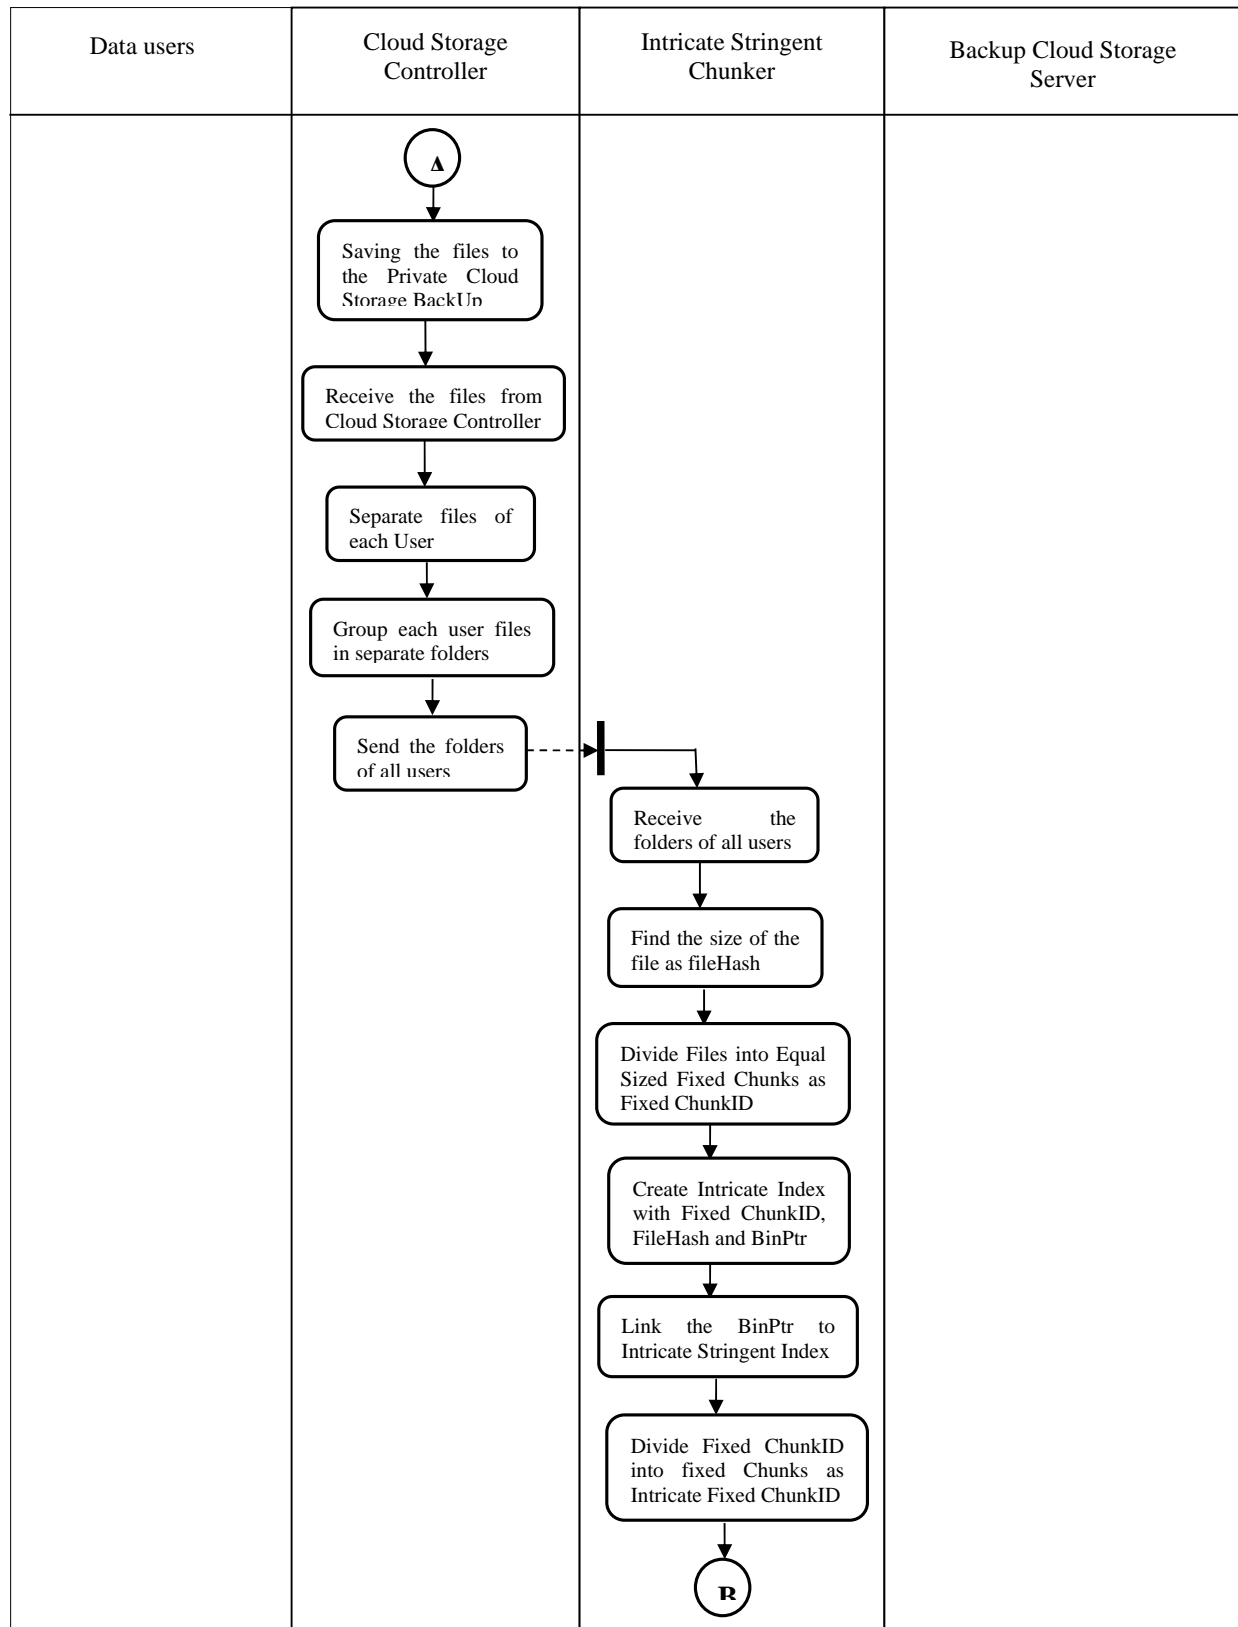 Data users
Cloud Storage
Controller
Intricate Stringent
Chunker
Backup Cloud Storage
Server
A
Saving the files to
the Private Cloud
Storage BackUp
Receive the files from
Cloud Storage Controller
Separate files of
each User
Group each user files
in separate folders
Send the folders
of all users
Receive the
folders of all users
Find the size of the
file as fileHash
Divide Files into Equal
Sized Fixed Chunks as
Fixed ChunkID
Create Intricate Index
with Fixed ChunkID,
FileHash and BinPtr
Link the BinPtr to
Intricate Stringent Index
Divide Fixed ChunkID
into fixed Chunks as
Intricate Fixed ChunkID
B